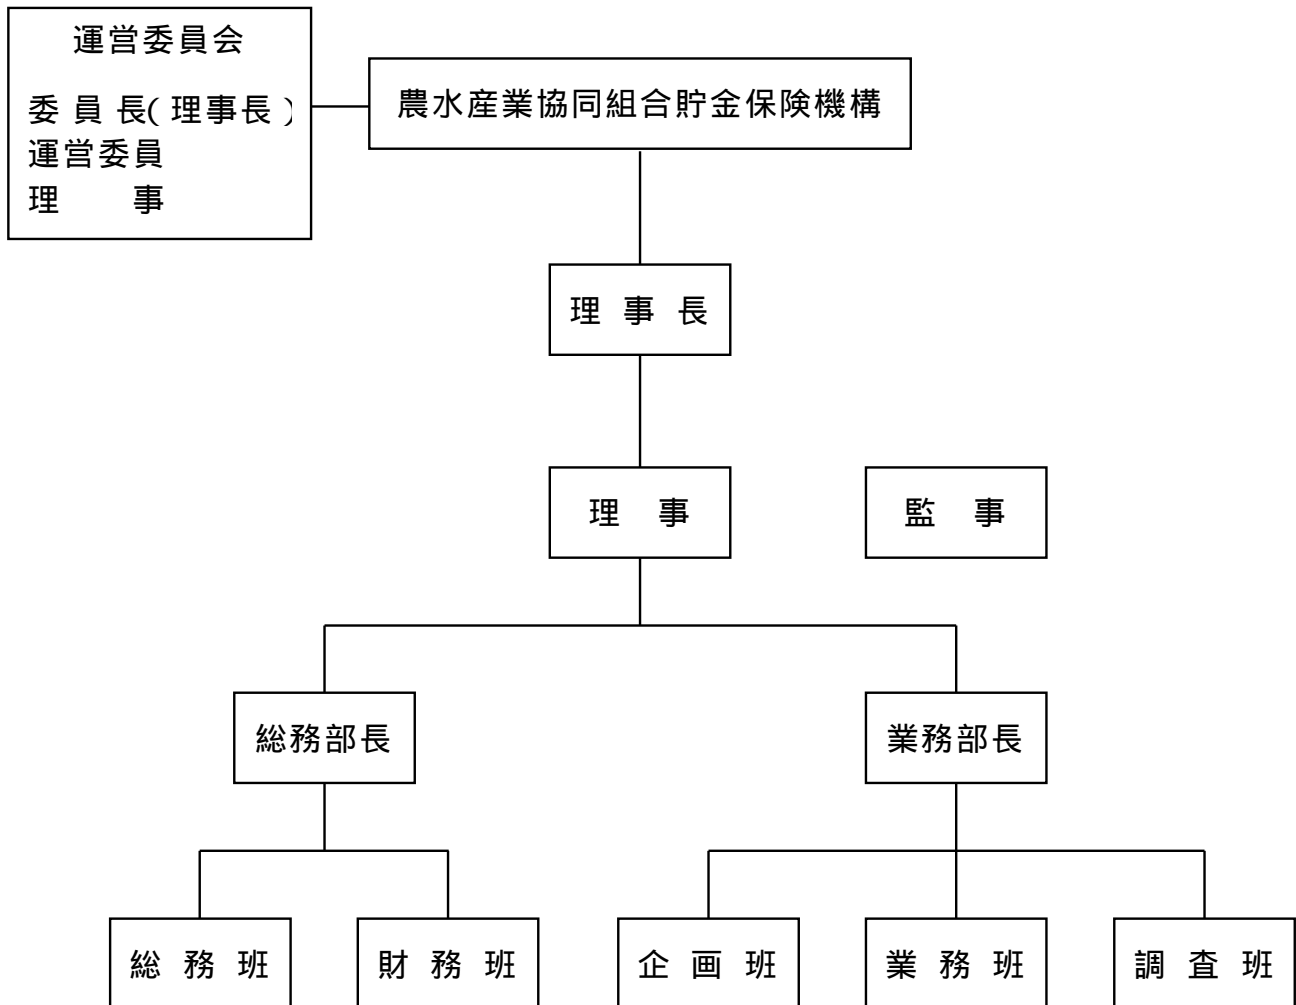 運営委員会
委員長(理事長)
運営委員
理　事
農水産業協同組合貯金保険機構
理事長
理　事
監　事
総務部長
業務部長
総務班
財務班
企画班
業務班
調査班